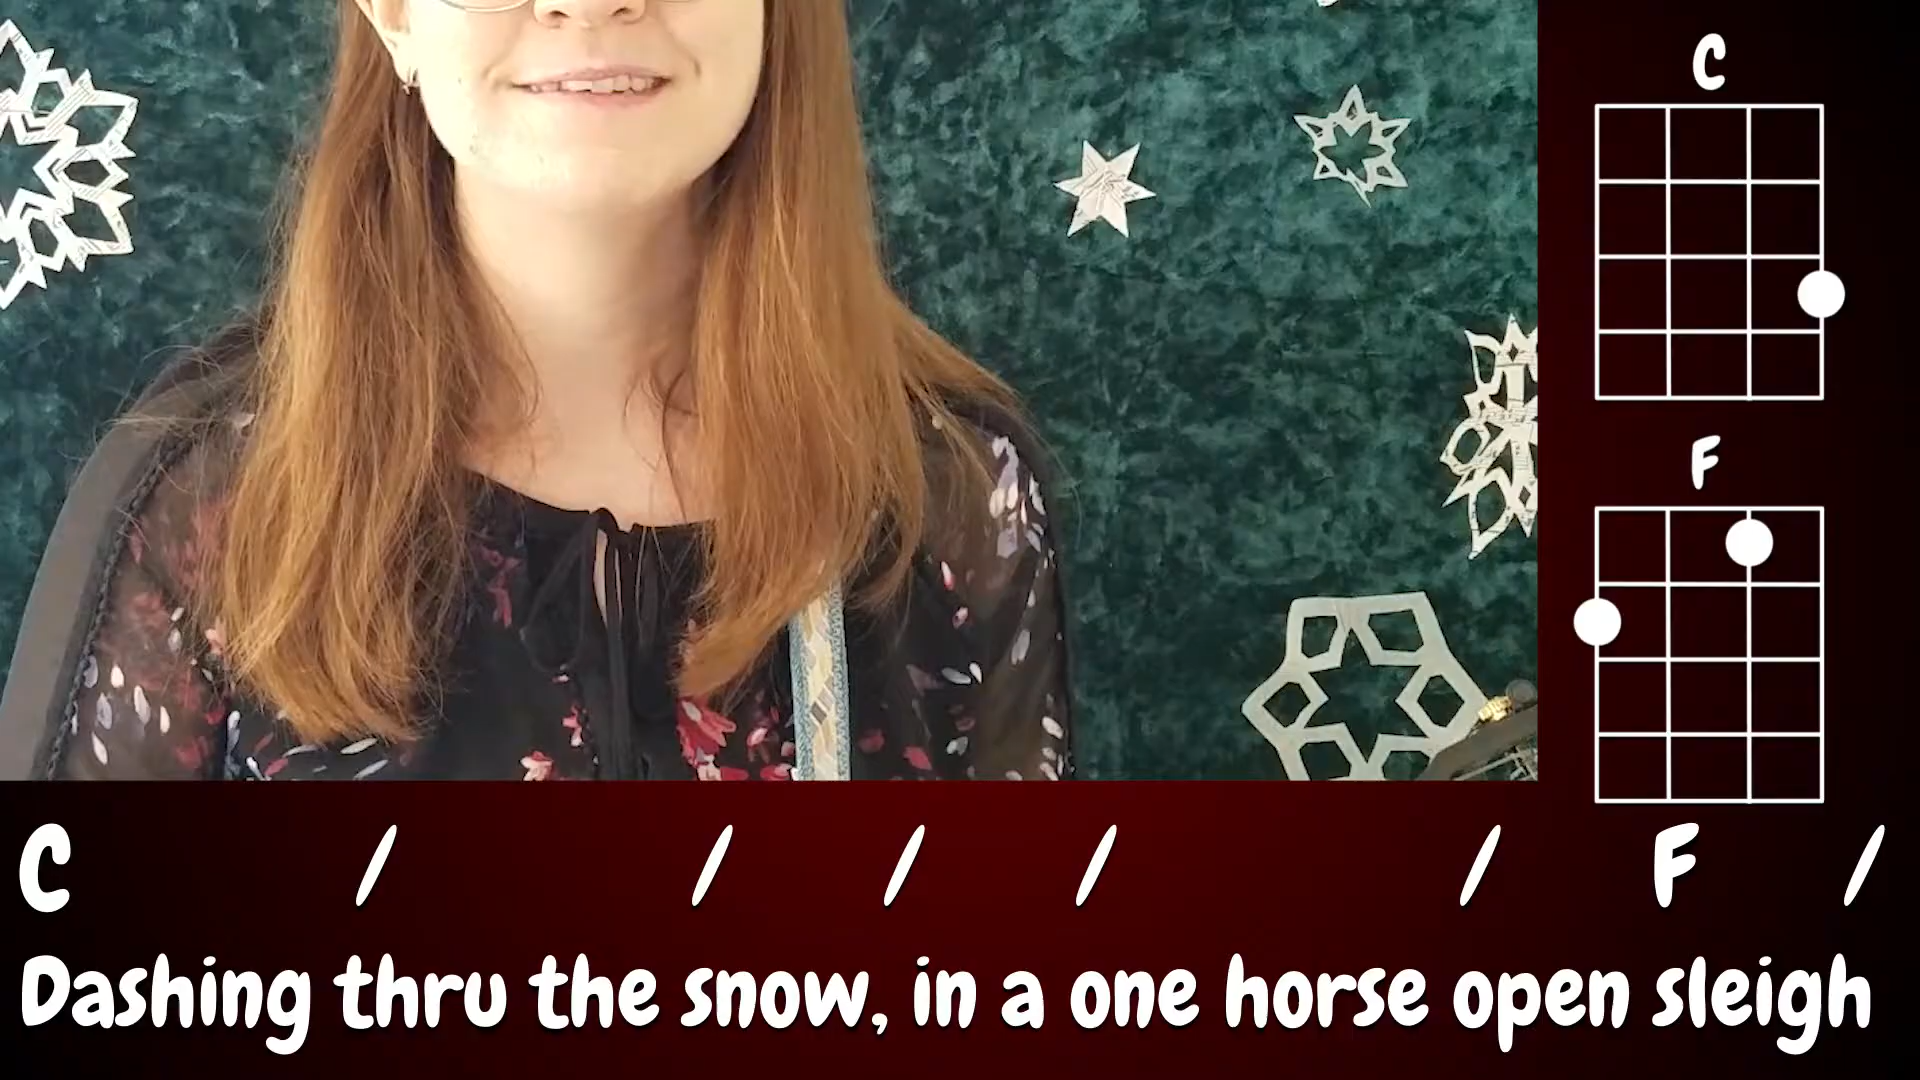 C
F
C / / / / / F /
Dashing thru the snow, in a one horse open sleigh